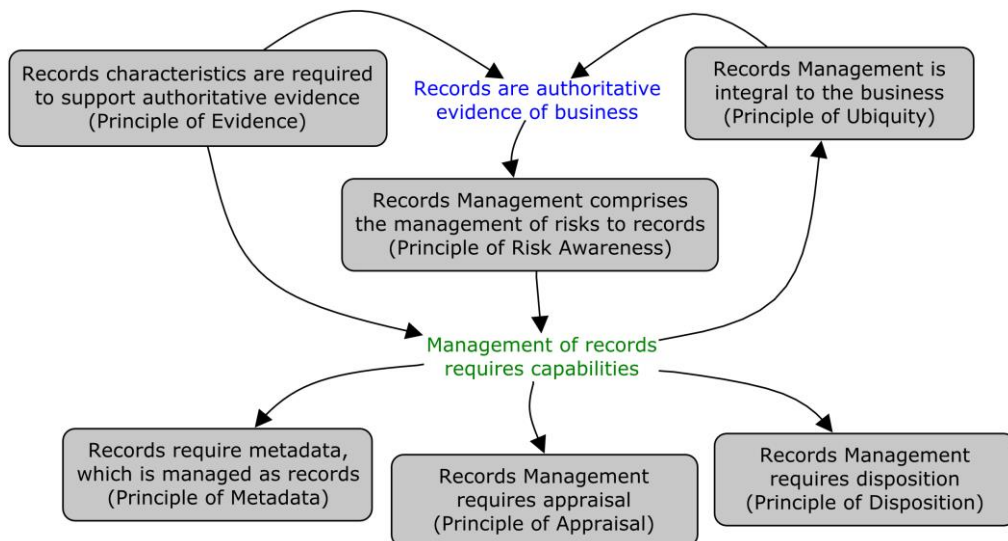 Records characteristics are required
to support authoritative evidence
(Principle of Evidence)
Records are authoritative
evidence of business
Records Management is
integral to the business
(Principle of Ubiquity)
Records Management comprises
the management of risks to records
(Principle of Risk Awareness)
Management of records
requires capabilities
Records require metadata,
which is managed as records
(Principle of Metadata)
Records Management
requires appraisal
(Principle of Appraisal)
Records Management
requires disposition
(Principle of Disposition)